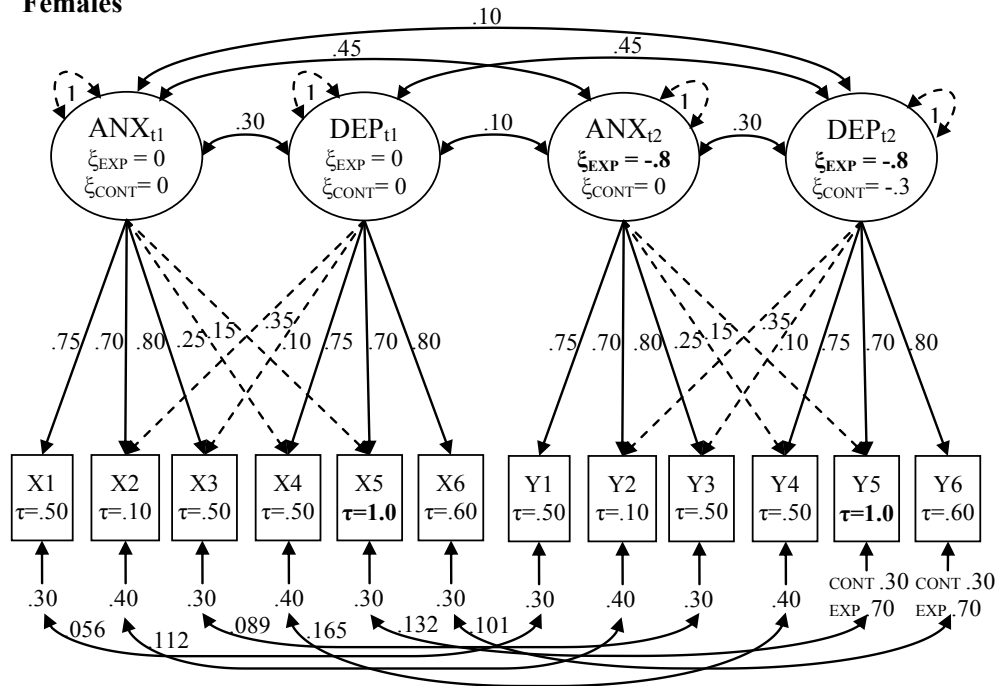 Females
.10
.45 .45
1 1 1 1
ANXt1 .30 DEPt1 .10 ANXt2 .30 DEPt2
ξEXP = 0 ξEXP = 0 ξEXP = -.8 ξEXP = -.8
ξCONT= 0 ξCONT= 0 ξCONT= 0 ξCONT= -.3
.75 .70 .80 .25 .15 .35 .10 .75 .70 .80 .75 .70 .80 .25 .15 .35 .10 .75 .70 .80
X1 X2 X3 X4 X5 X6 Y1 Y2 Y3 Y4 Y5 Y6
τ=.50 τ=.10 τ=.50 τ=.50 τ=1.0 τ=.60 τ=.50 τ=.10 τ=.50 τ=.50 τ=1.0 τ=.60
.30 .40 .30 .40 .30 .30 .30 .40 .30 .40 CONT .30 CONT .30
EXP .70 EXP .70
.056 .112 .089 .165 .132 .101